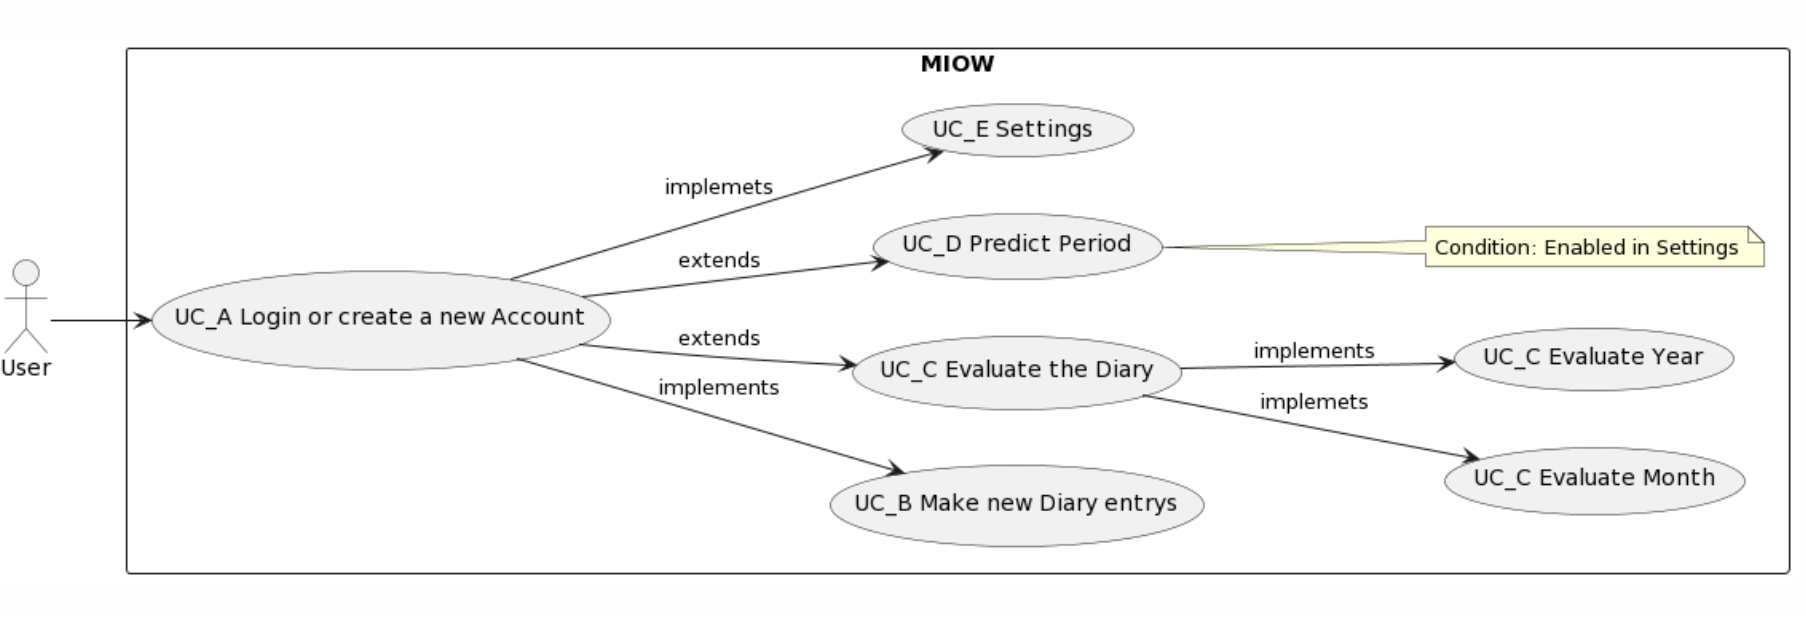 MIOW
UC_E Settings
implemets
UC_D Predict Period
extends
Condition: Enabled in Settings
UC_A Login or create a new Account
User
extends
UC_C Evaluate the Diary
implements
UC_C Evaluate Year
implements
implemets
UC_C Evaluate Month
UC_B Make new Diary entrys